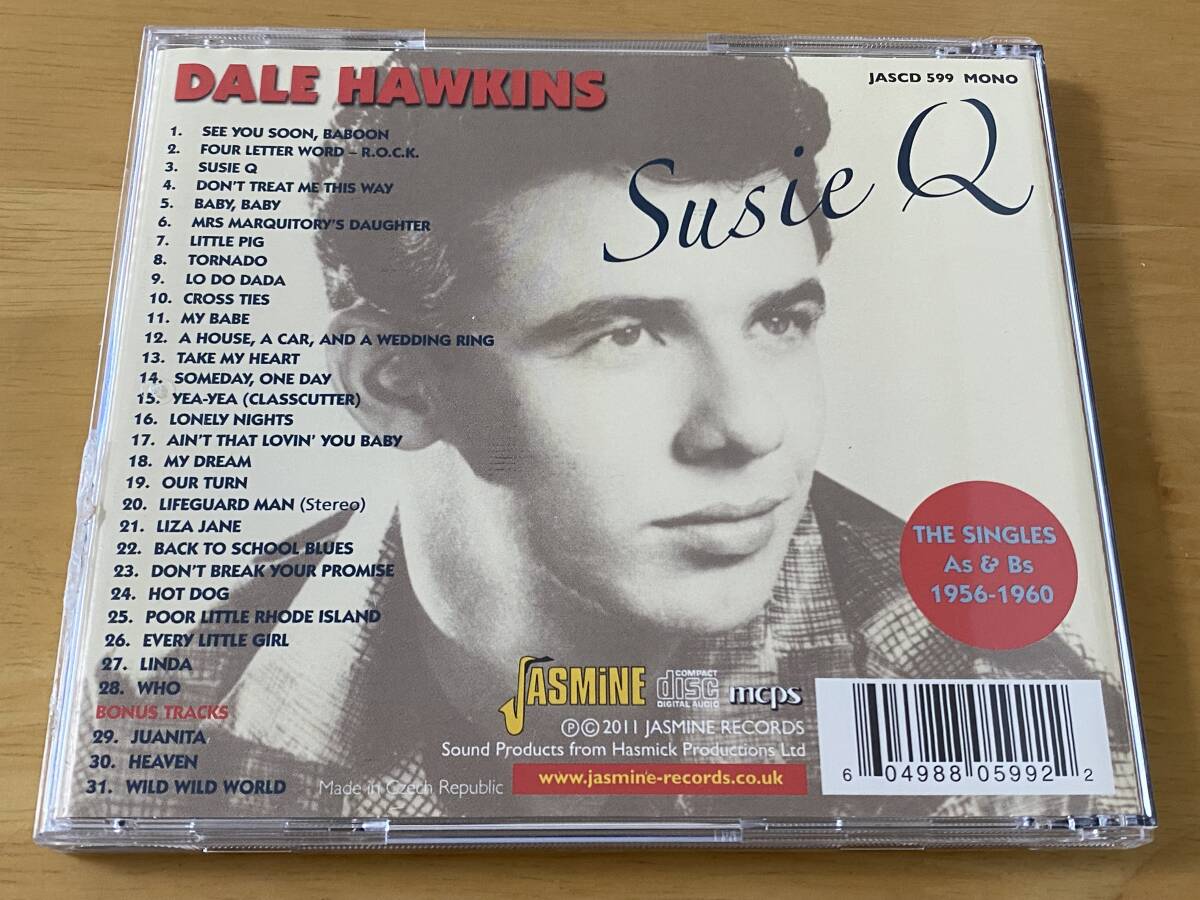 DALE HAWKINS
JASCD 599 MONO
Susie Q
1. SEE YOU SOON, BABOON
2. FOUR LETTER WORD – R.O.C.K.
3. SUSIE Q
4. DON'T TREAT ME THIS WAY
5. BABY, BABY
6. MRS MARQUITORY'S DAUGHTER
7. LITTLE PIG
8. TORNADO
9. LO DO DADA
10. CROSS TIES
11. MY BABE
12. A HOUSE, A CAR, AND A WEDDING RING
13. TAKE MY HEART
14. SOMEDAY, ONE DAY
15. YEA-YEA (CLASSCUTTER)
16. LONELY NIGHTS
17. AIN'T THAT LOVIN' YOU BABY
18. MY DREAM
19. OUR TURN
20. LIFEGUARD MAN (Stereo)
21. LIZA JANE
22. BACK TO SCHOOL BLUES
23. DON'T BREAK YOUR PROMISE
24. HOT DOG
25. POOR LITTLE RHODE ISLAND
26. EVERY LITTLE GIRL
27. LINDA
28. WHO
BONUS TRACKS
29. JUANITA
30. HEAVEN
31. WILD WILD WORLD
THE SINGLES
As & Bs
1956-1960
JASMiNE
COMPACT
disc
DIGITAL AUDIO
mcps
℗© 2011 JASMINE RECORDS
Sound Products from Hasmick Productions Ltd
www.jasmine-records.co.uk
Made in Czech Republic
6 04988 05992 2